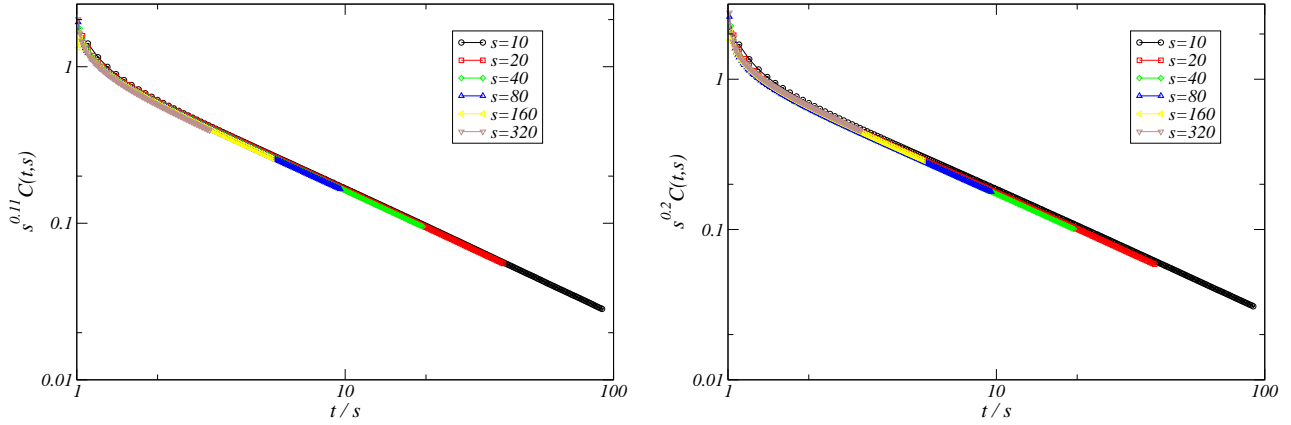 s=10
s=20
s=40
s=80
s=160
s=320
1
0.1
0.01
s^0.11 C(t,s)
1
10
100
t / s
s=10
s=20
s=40
s=80
s=160
s=320
1
0.1
0.01
s^0.2 C(t,s)
1
10
100
t / s